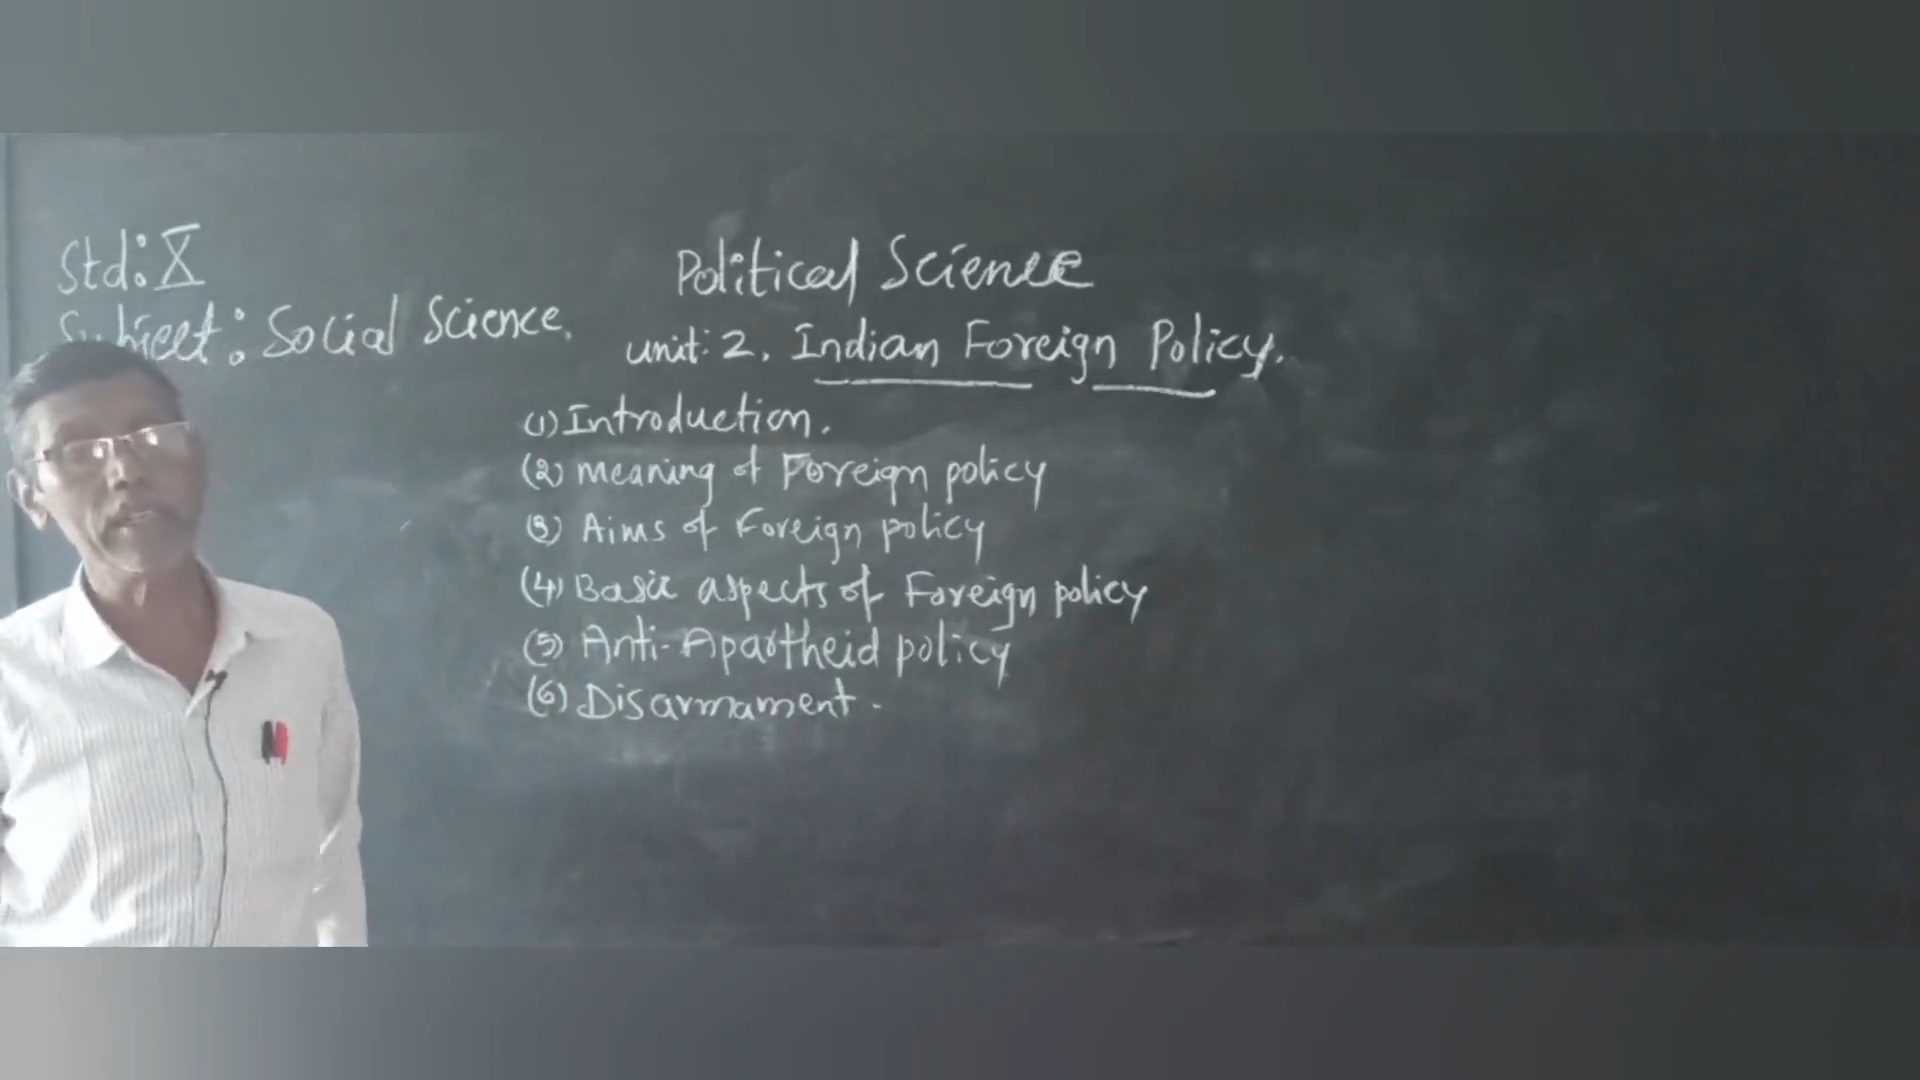 Std: X
Subject: Social Science.
Political Science
unit: 2. Indian Foreign Policy.
(1) Introduction.
(2) Meaning of Foreign policy
(3) Aims of Foreign policy
(4) Basic aspects of Foreign policy
(5) Anti-Apartheid policy
(6) Disarmament.